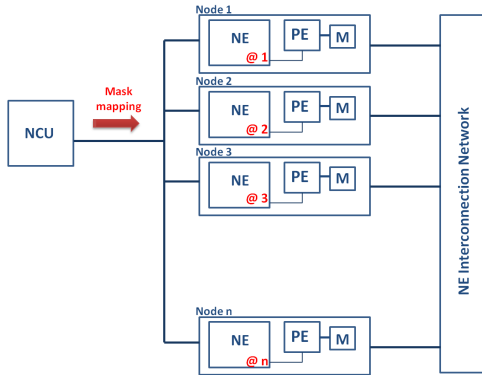 Node 1
NE
@ 1
PE
M
Node 2
NE
@ 2
PE
M
Node 3
NE
@ 3
PE
M
Node n
NE
@ n
PE
M
NCU
Mask
mapping
NE Interconnection Network